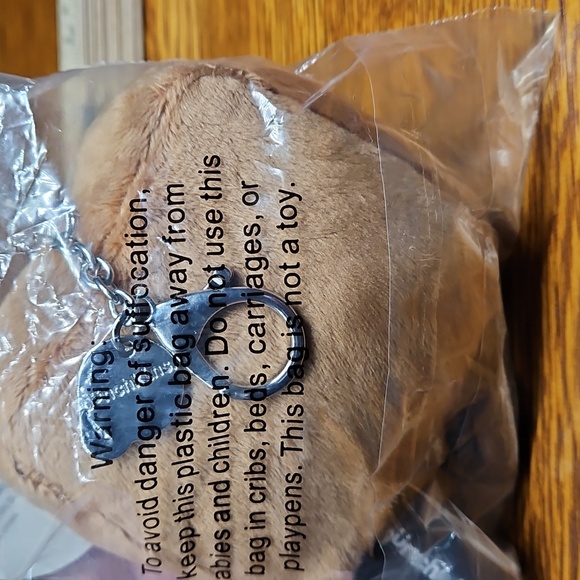 Warning.
To avoid danger of suffocation,
keep this plastic bag away from
abies and children. Do not use this
bag in cribs, beds, carriages, or
playpens. This bag is not a toy.